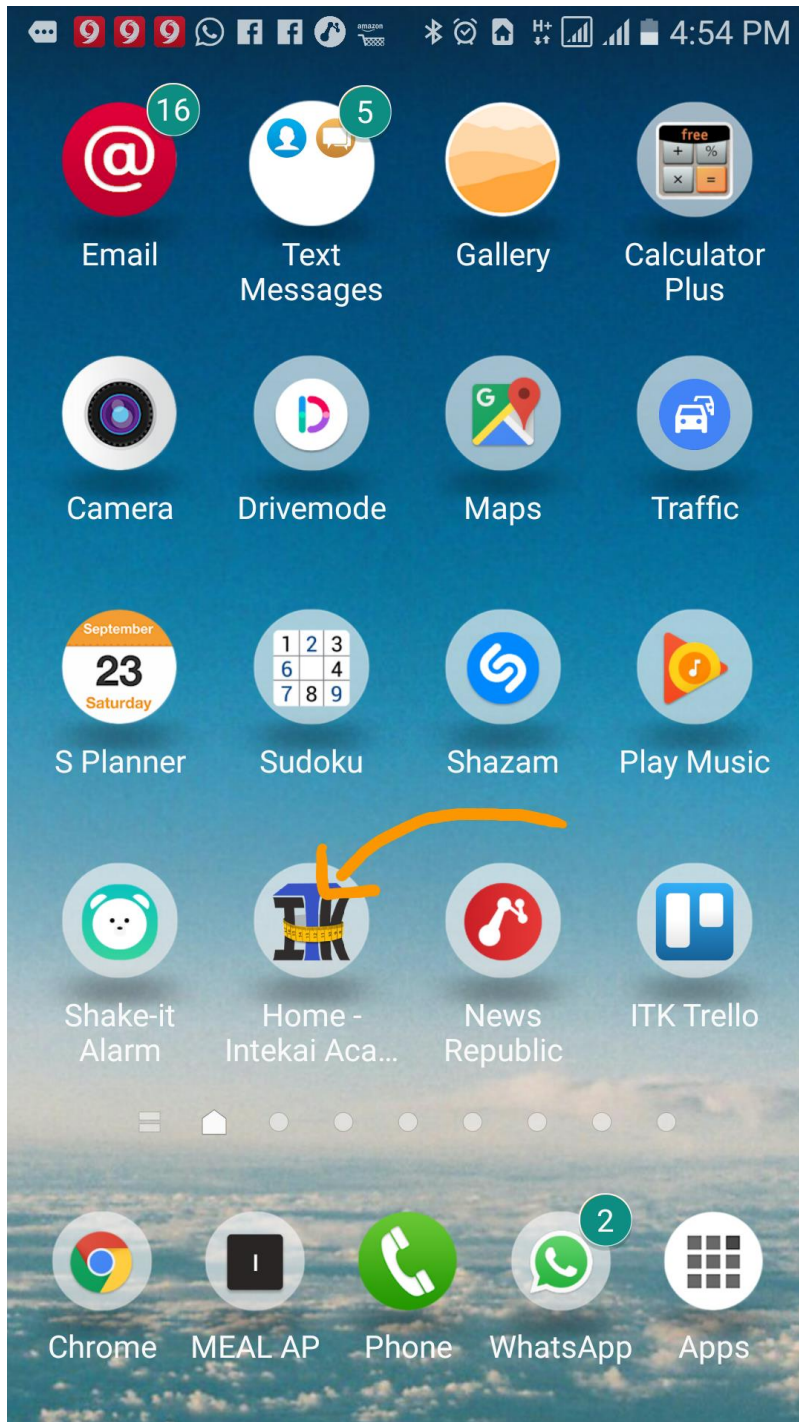 amazon
H+
4:54 PM
16
5
@
free
+ %
× =
Email
Text
Messages
Gallery
Calculator
Plus
G
Camera
Drivemode
Maps
Traffic
September
23
Saturday
1 2 3
6 4
7 8 9
S Planner
Sudoku
Shazam
Play Music
ITK
Shake-it
Alarm
Home -
Intekai Aca...
News
Republic
ITK Trello
2
I
Chrome
MEAL AP
Phone
WhatsApp
Apps